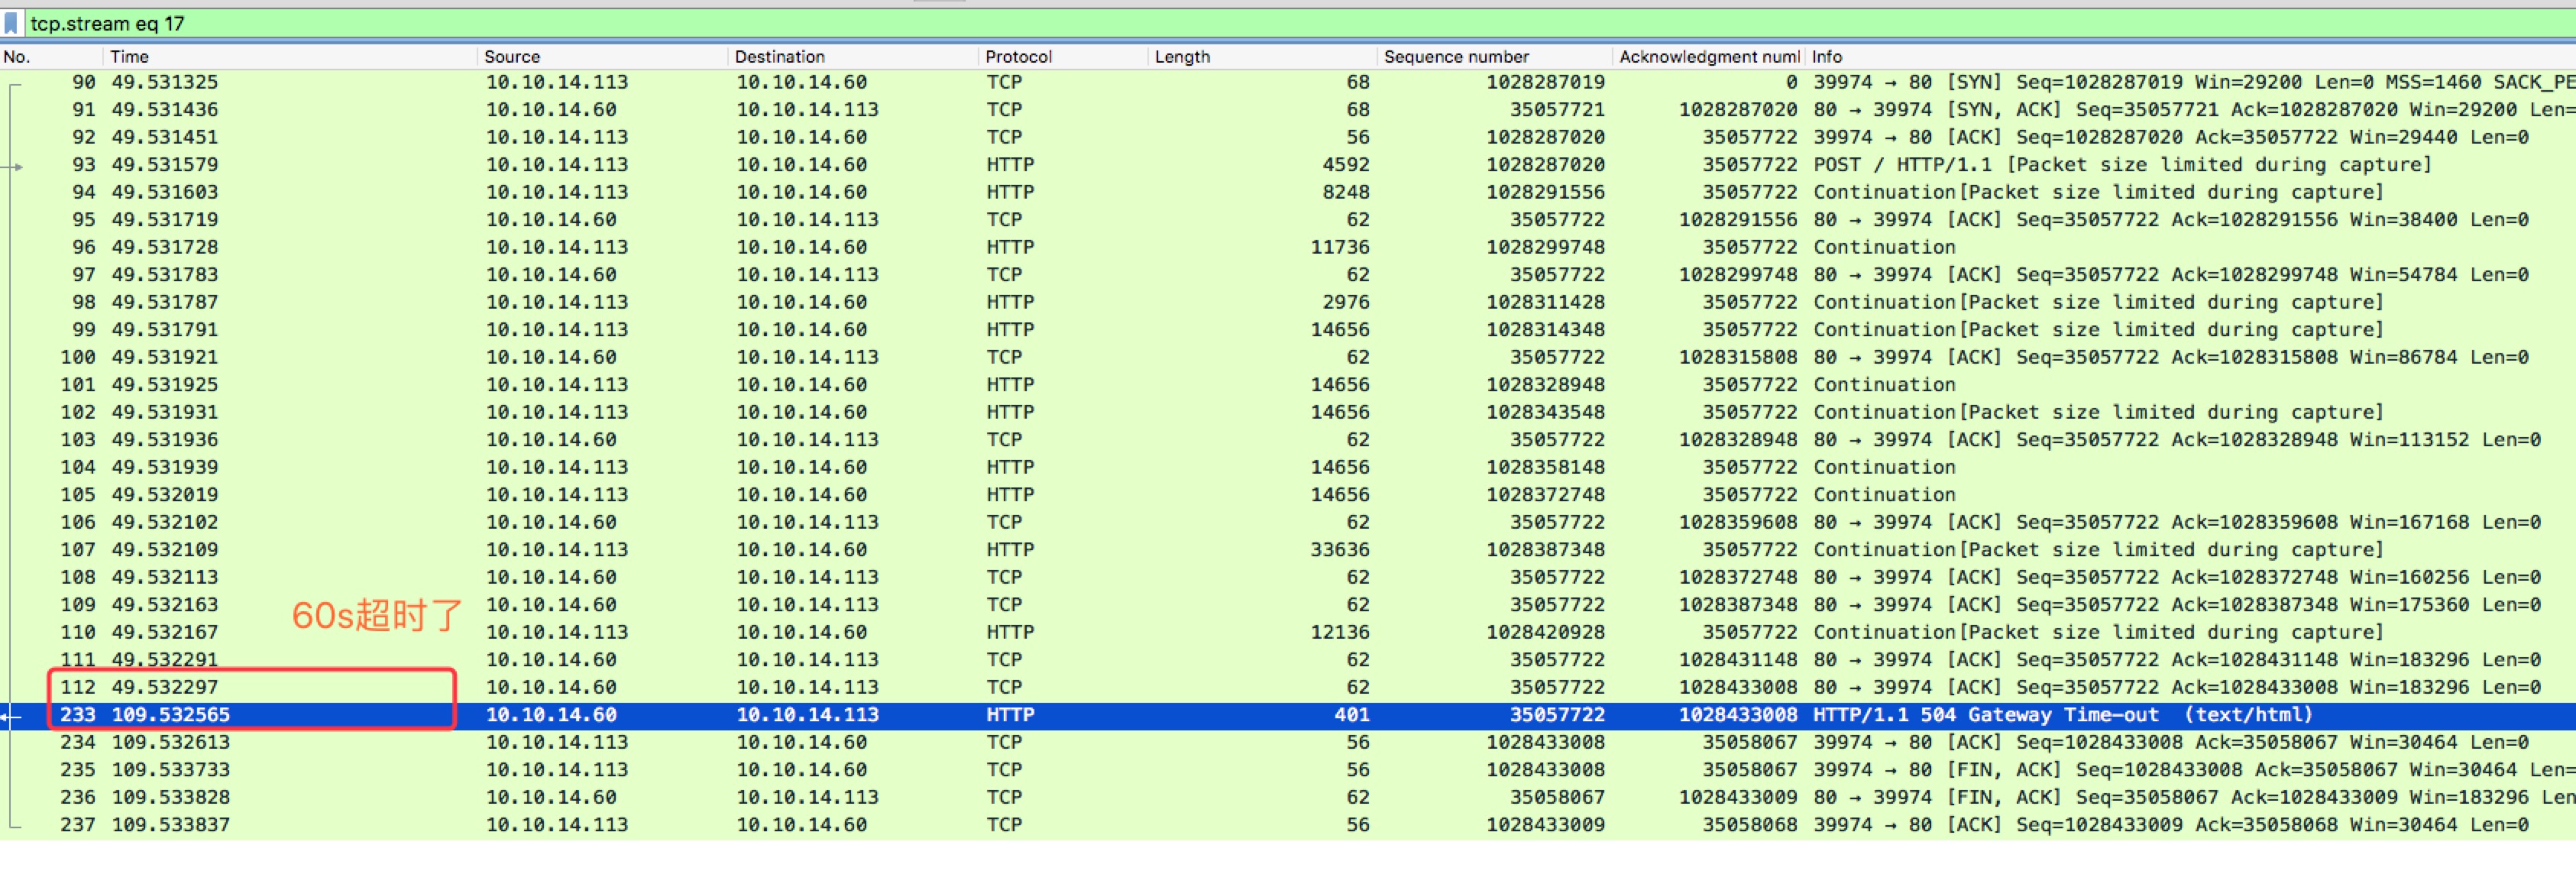 tcp.stream eq 17
No. Time Source Destination Protocol Length Sequence number Acknowledgment numl Info
90 49.531325 10.10.14.113 10.10.14.60 TCP 68 1028287019 0 39974 → 80 [SYN] Seq=1028287019 Win=29200 Len=0 MSS=1460 SACK_PE
91 49.531436 10.10.14.60 10.10.14.113 TCP 68 35057721 1028287020 80 → 39974 [SYN, ACK] Seq=35057721 Ack=1028287020 Win=29200 Len=
92 49.531451 10.10.14.113 10.10.14.60 TCP 56 1028287020 35057722 39974 → 80 [ACK] Seq=1028287020 Ack=35057722 Win=29440 Len=0
93 49.531579 10.10.14.113 10.10.14.60 HTTP 4592 1028287020 35057722 POST / HTTP/1.1 [Packet size limited during capture]
94 49.531603 10.10.14.113 10.10.14.60 HTTP 8248 1028291556 35057722 Continuation[Packet size limited during capture]
95 49.531719 10.10.14.60 10.10.14.113 TCP 62 35057722 1028291556 80 → 39974 [ACK] Seq=35057722 Ack=1028291556 Win=38400 Len=0
96 49.531728 10.10.14.113 10.10.14.60 HTTP 11736 1028299748 35057722 Continuation
97 49.531783 10.10.14.60 10.10.14.113 TCP 62 35057722 1028299748 80 → 39974 [ACK] Seq=35057722 Ack=1028299748 Win=54784 Len=0
98 49.531787 10.10.14.113 10.10.14.60 HTTP 2976 1028311428 35057722 Continuation[Packet size limited during capture]
99 49.531791 10.10.14.113 10.10.14.60 HTTP 14656 1028314348 35057722 Continuation[Packet size limited during capture]
100 49.531921 10.10.14.60 10.10.14.113 TCP 62 35057722 1028315808 80 → 39974 [ACK] Seq=35057722 Ack=1028315808 Win=86784 Len=0
101 49.531925 10.10.14.113 10.10.14.60 HTTP 14656 1028328948 35057722 Continuation
102 49.531931 10.10.14.113 10.10.14.60 HTTP 14656 1028343548 35057722 Continuation[Packet size limited during capture]
103 49.531936 10.10.14.60 10.10.14.113 TCP 62 35057722 1028328948 80 → 39974 [ACK] Seq=35057722 Ack=1028328948 Win=113152 Len=0
104 49.531939 10.10.14.113 10.10.14.60 HTTP 14656 1028358148 35057722 Continuation
105 49.532019 10.10.14.113 10.10.14.60 HTTP 14656 1028372748 35057722 Continuation
106 49.532102 10.10.14.60 10.10.14.113 TCP 62 35057722 1028359608 80 → 39974 [ACK] Seq=35057722 Ack=1028359608 Win=167168 Len=0
107 49.532109 10.10.14.113 10.10.14.60 HTTP 33636 1028387348 35057722 Continuation[Packet size limited during capture]
108 49.532113 10.10.14.60 10.10.14.113 TCP 62 35057722 1028372748 80 → 39974 [ACK] Seq=35057722 Ack=1028372748 Win=160256 Len=0
109 49.532163 10.10.14.60 10.10.14.113 TCP 62 35057722 1028387348 80 → 39974 [ACK] Seq=35057722 Ack=1028387348 Win=175360 Len=0
60s超时了
110 49.532167 10.10.14.113 10.10.14.60 HTTP 12136 1028420928 35057722 Continuation[Packet size limited during capture]
111 49.532291 10.10.14.60 10.10.14.113 TCP 62 35057722 1028431148 80 → 39974 [ACK] Seq=35057722 Ack=1028431148 Win=183296 Len=0
112 49.532297 10.10.14.60 10.10.14.113 TCP 62 35057722 1028433008 80 → 39974 [ACK] Seq=35057722 Ack=1028433008 Win=183296 Len=0
233 109.532565 10.10.14.60 10.10.14.113 HTTP 401 35057722 1028433008 HTTP/1.1 504 Gateway Time-out (text/html)
234 109.532613 10.10.14.113 10.10.14.60 TCP 56 1028433008 35058067 39974 → 80 [ACK] Seq=1028433008 Ack=35058067 Win=30464 Len=0
235 109.533733 10.10.14.113 10.10.14.60 TCP 56 1028433008 35058067 39974 → 80 [FIN, ACK] Seq=1028433008 Ack=35058067 Win=30464 Len=
236 109.533828 10.10.14.60 10.10.14.113 TCP 62 35058067 1028433009 80 → 39974 [FIN, ACK] Seq=35058067 Ack=1028433009 Win=183296 Len
237 109.533837 10.10.14.113 10.10.14.60 TCP 56 1028433009 35058068 39974 → 80 [ACK] Seq=1028433009 Ack=35058068 Win=30464 Len=0